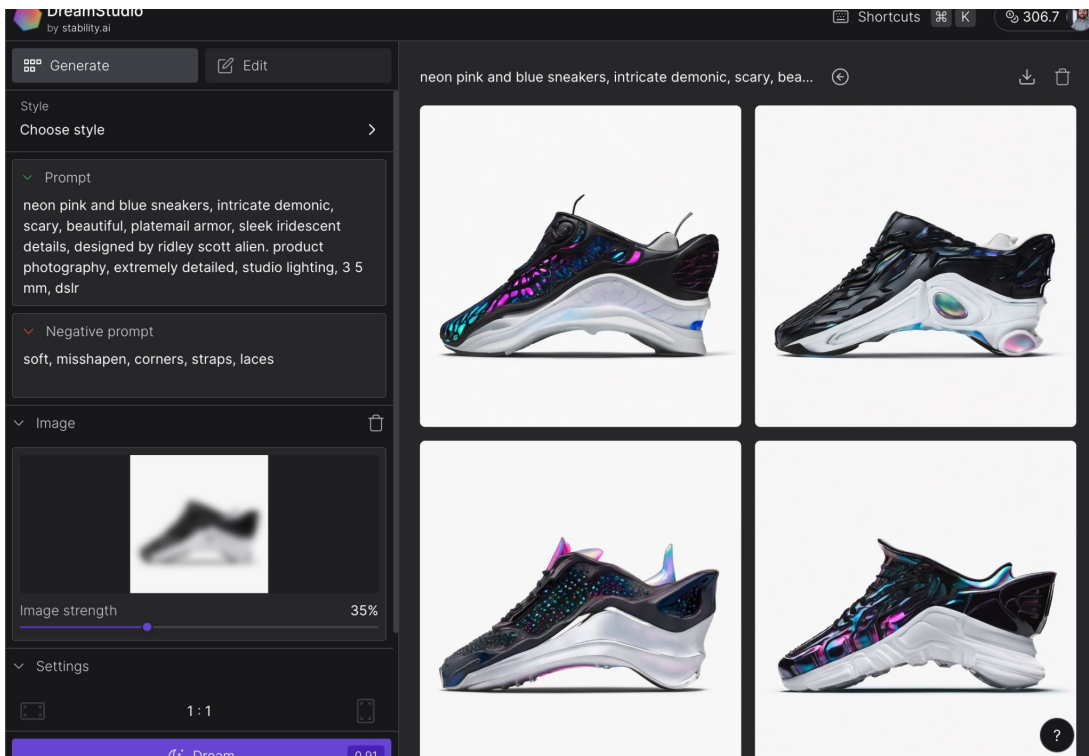 DreamStudio
by stability.ai
Shortcuts ⌘ K
306.7
Generate
Edit
Style
Choose style
Prompt
neon pink and blue sneakers, intricate demonic,
scary, beautiful, platemail armor, sleek iridescent
details, designed by ridley scott alien. product
photography, extremely detailed, studio lighting, 3 5
mm, dslr
Negative prompt
soft, misshapen, corners, straps, laces
Image
Image strength 35%
Settings
1 : 1
Dream 0.91
neon pink and blue sneakers, intricate demonic, scary, bea...
?